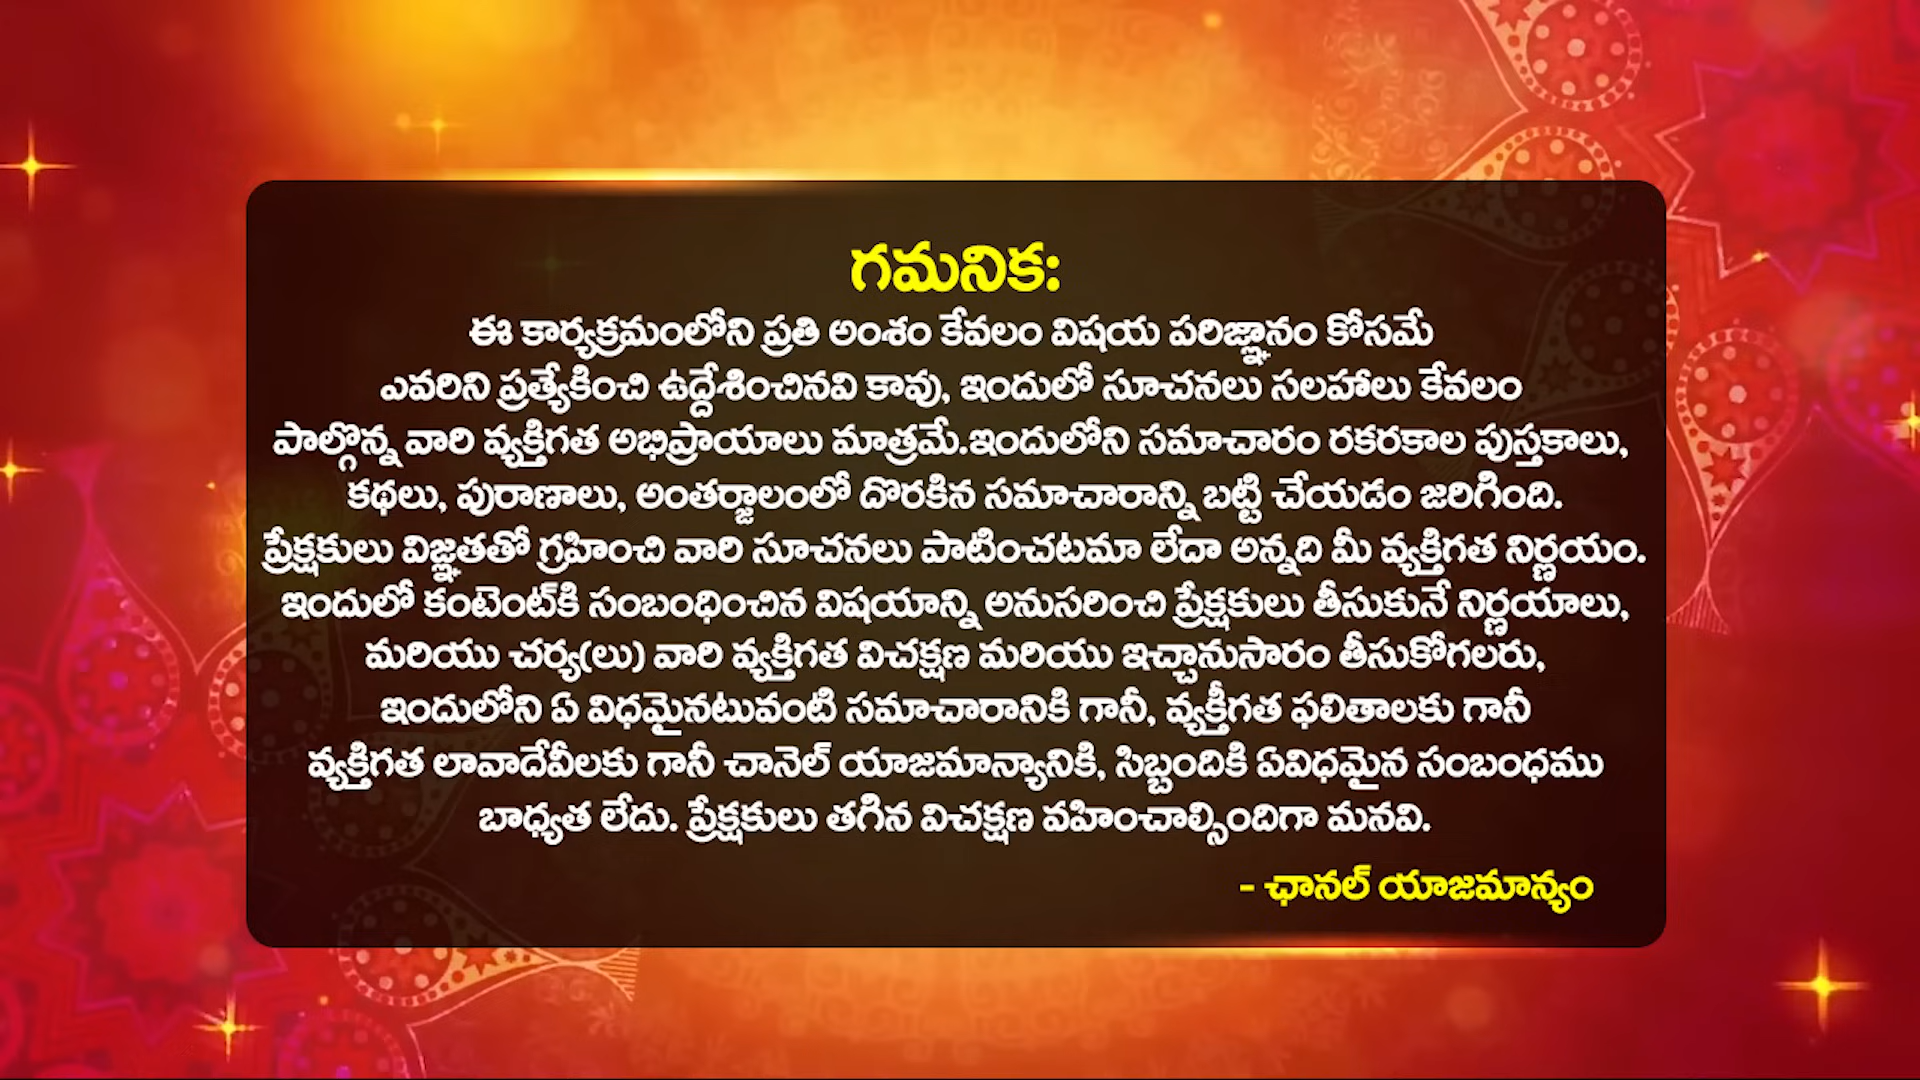 గమనిక:
ఈ కార్యక్రమంలోని ప్రతి అంశం కేవలం విషయ పరిజ్ఞానం కోసమే
ఎవరిని ప్రత్యేకించి ఉద్దేశించినవి కావు, ఇందులో సూచనలు సలహాలు కేవలం
పాల్గొన్న వారి వ్యక్తిగత అభిప్రాయాలు మాత్రమే.ఇందులోని సమాచారం రకరకాల పుస్తకాలు,
కథలు, పురాణాలు, అంతర్జాలంలో దొరకిన సమాచారాన్ని బట్టి చేయడం జరిగింది.
ప్రేక్షకులు విజ్ఞతతో గ్రహించి వారి సూచనలు పాటించటమా లేదా అన్నది మీ వ్యక్తిగత నిర్ణయం.
ఇందులో కంటెంట్‌కి సంబంధించిన విషయాన్ని అనుసరించి ప్రేక్షకులు తీసుకునే నిర్ణయాలు,
మరియు చర్య(లు) వారి వ్యక్తిగత విచక్షణ మరియు ఇచ్చానుసారం తీసుకోగలరు,
ఇందులోని ఏ విధమైనటువంటి సమాచారానికి గానీ, వ్యక్తీగత ఫలితాలకు గానీ
వ్యక్తిగత లావాదేవీలకు గానీ చానెల్ యాజమాన్యానికి, సిబ్బందికి ఏవిధమైన సంబంధము
బాధ్యత లేదు. ప్రేక్షకులు తగిన విచక్షణ వహించాల్సిందిగా మనవి.
- ఛానల్ యాజమాన్యం